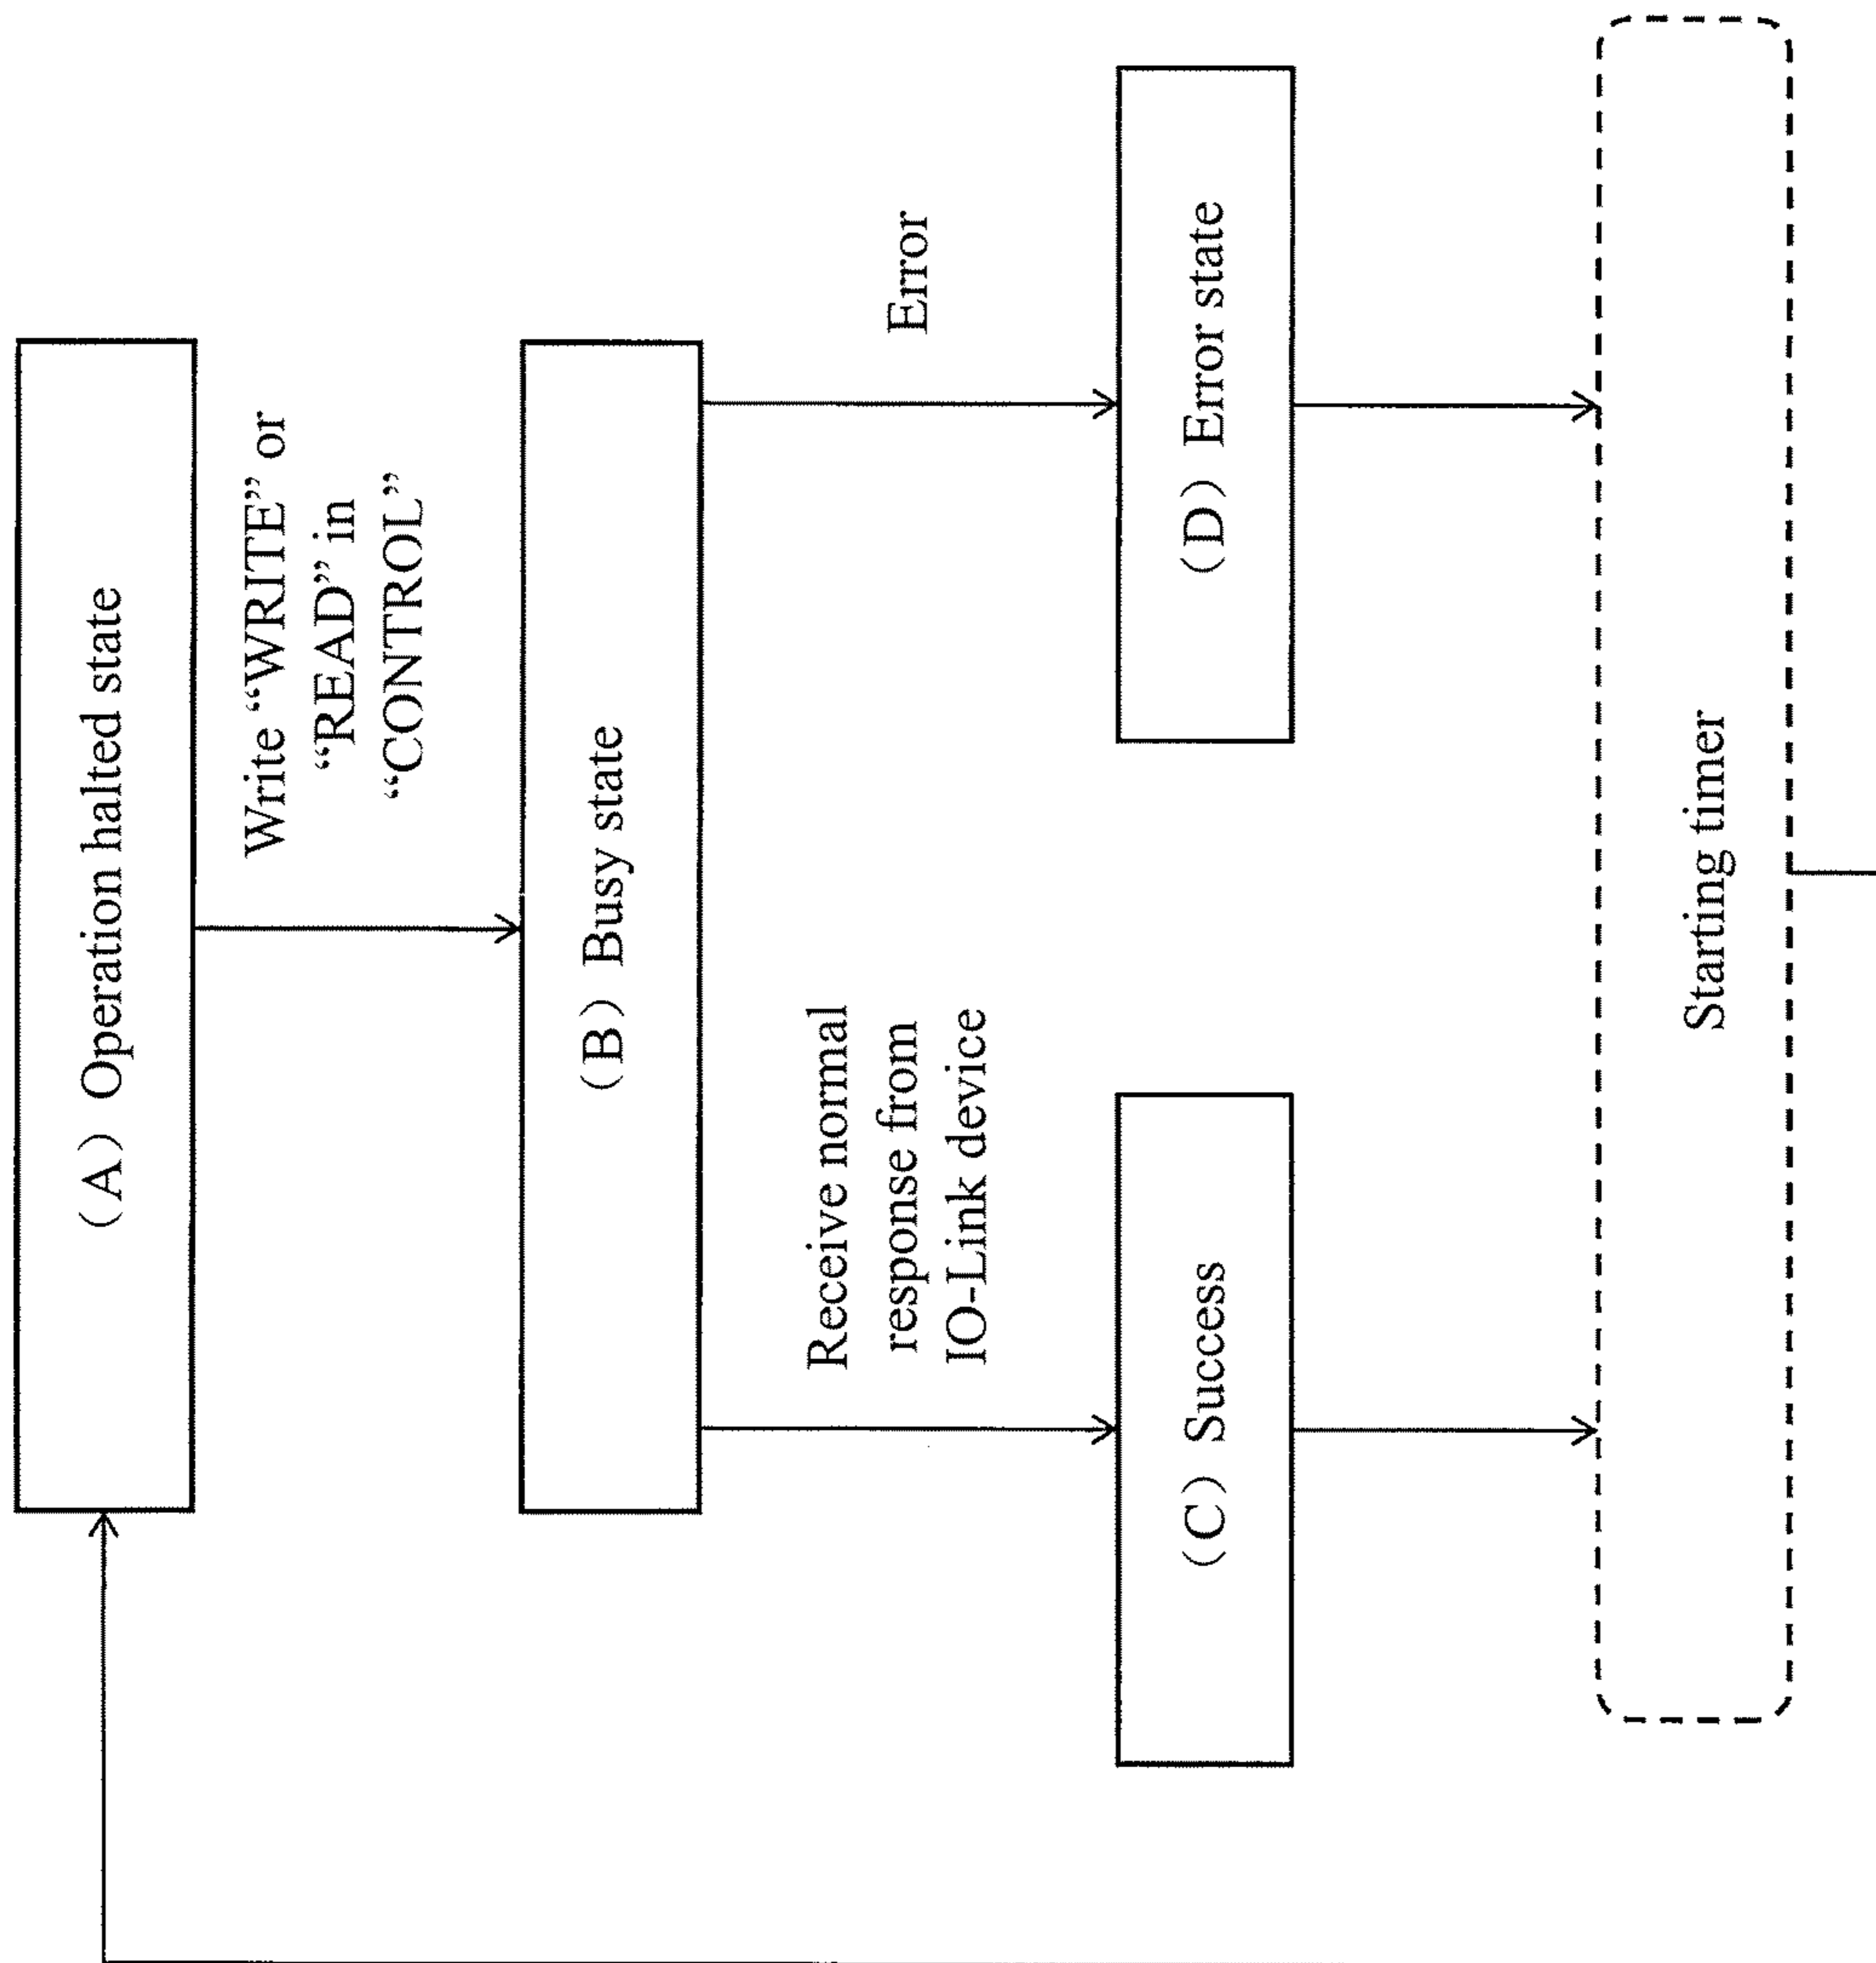 (A) Operation halted state
Write “WRITE” or
“READ” in
“CONTROL”
(B) Busy state
Receive normal
response from
IO-Link device
Error
(C) Success
(D) Error state
Starting timer